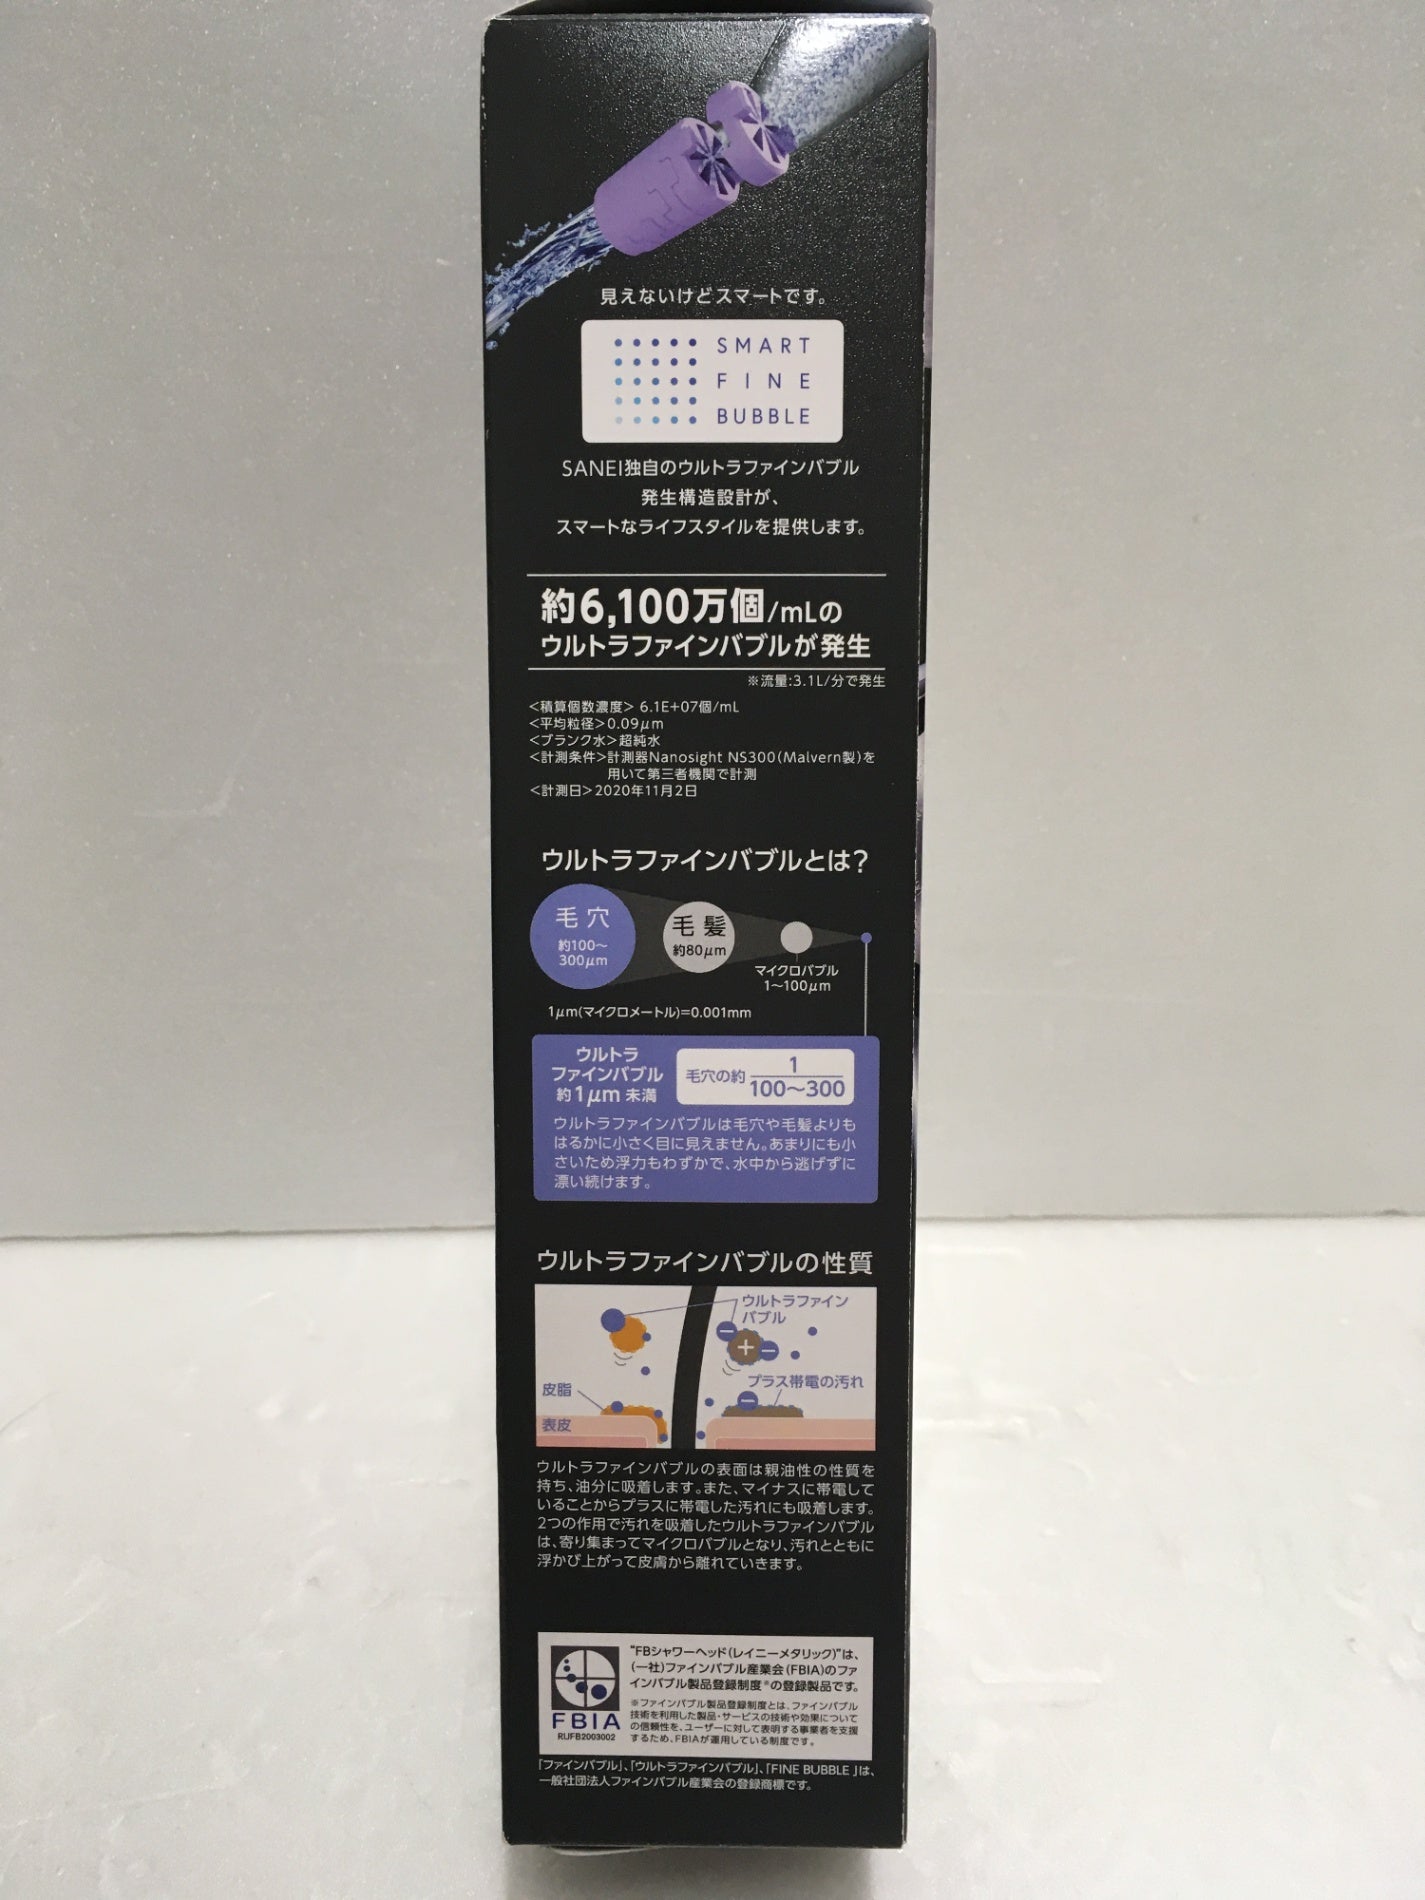 見えないけどスマートです。
SMART
FINE
BUBBLE
SANEI独自のウルトラファインバブル
発生構造設計が、
スマートなライフスタイルを提供します。
約6,100万個/mLの
ウルトラファインバブルが発生
※流量:3.1L/分で発生
<積算個数濃度> 6.1E+07個/mL
<平均粒径>0.09μm
<ブランク水>超純水
<計測条件>計測器Nanosight NS300(Malvern製)を
用いて第三者機関で計測
<計測日>2020年11月2日
ウルトラファインバブルとは?
毛穴
約100〜
300μm
毛髪
約80μm
マイクロバブル
1〜100μm
1μm(マイクロメートル)=0.001mm
ウルトラ
ファインバブル
約1μm 未満
毛穴の約 1
100〜300
ウルトラファインバブルは毛穴や毛髪よりも
はるかに小さく目に見えません。あまりにも小
さいため浮力もわずかで、水中から逃げずに
漂い続けます。
ウルトラファインバブルの性質
ウルトラファイン
バブル
− + −
プラス帯電の汚れ
−
皮脂
表皮
ウルトラファインバブルの表面は親油性の性質を
持ち、油分に吸着します。また、マイナスに帯電して
いることからプラスに帯電した汚れにも吸着します。
2つの作用で汚れを吸着したウルトラファインバブル
は、寄り集まってマイクロバブルとなり、汚れとともに
浮かび上がって皮膚から離れていきます。
"FBシャワーヘッド(レイニーメタリック)"は、
(一社)ファインバブル産業会(FBIA)のファ
インバブル製品登録制度※の登録製品です。
※ファインバブル製品登録制度とは、ファインバブル
技術を利用した製品・サービスの技術や効果について
の信頼性を、ユーザーに対して表明する事業者を支援
するため、FBIAが運用している制度です。
FBIA
RIJFB2003002
「ファインバブル」、「ウルトラファインバブル」、「FINE BUBBLE 」は、
一般社団法人ファインバブル産業会の登録商標です。